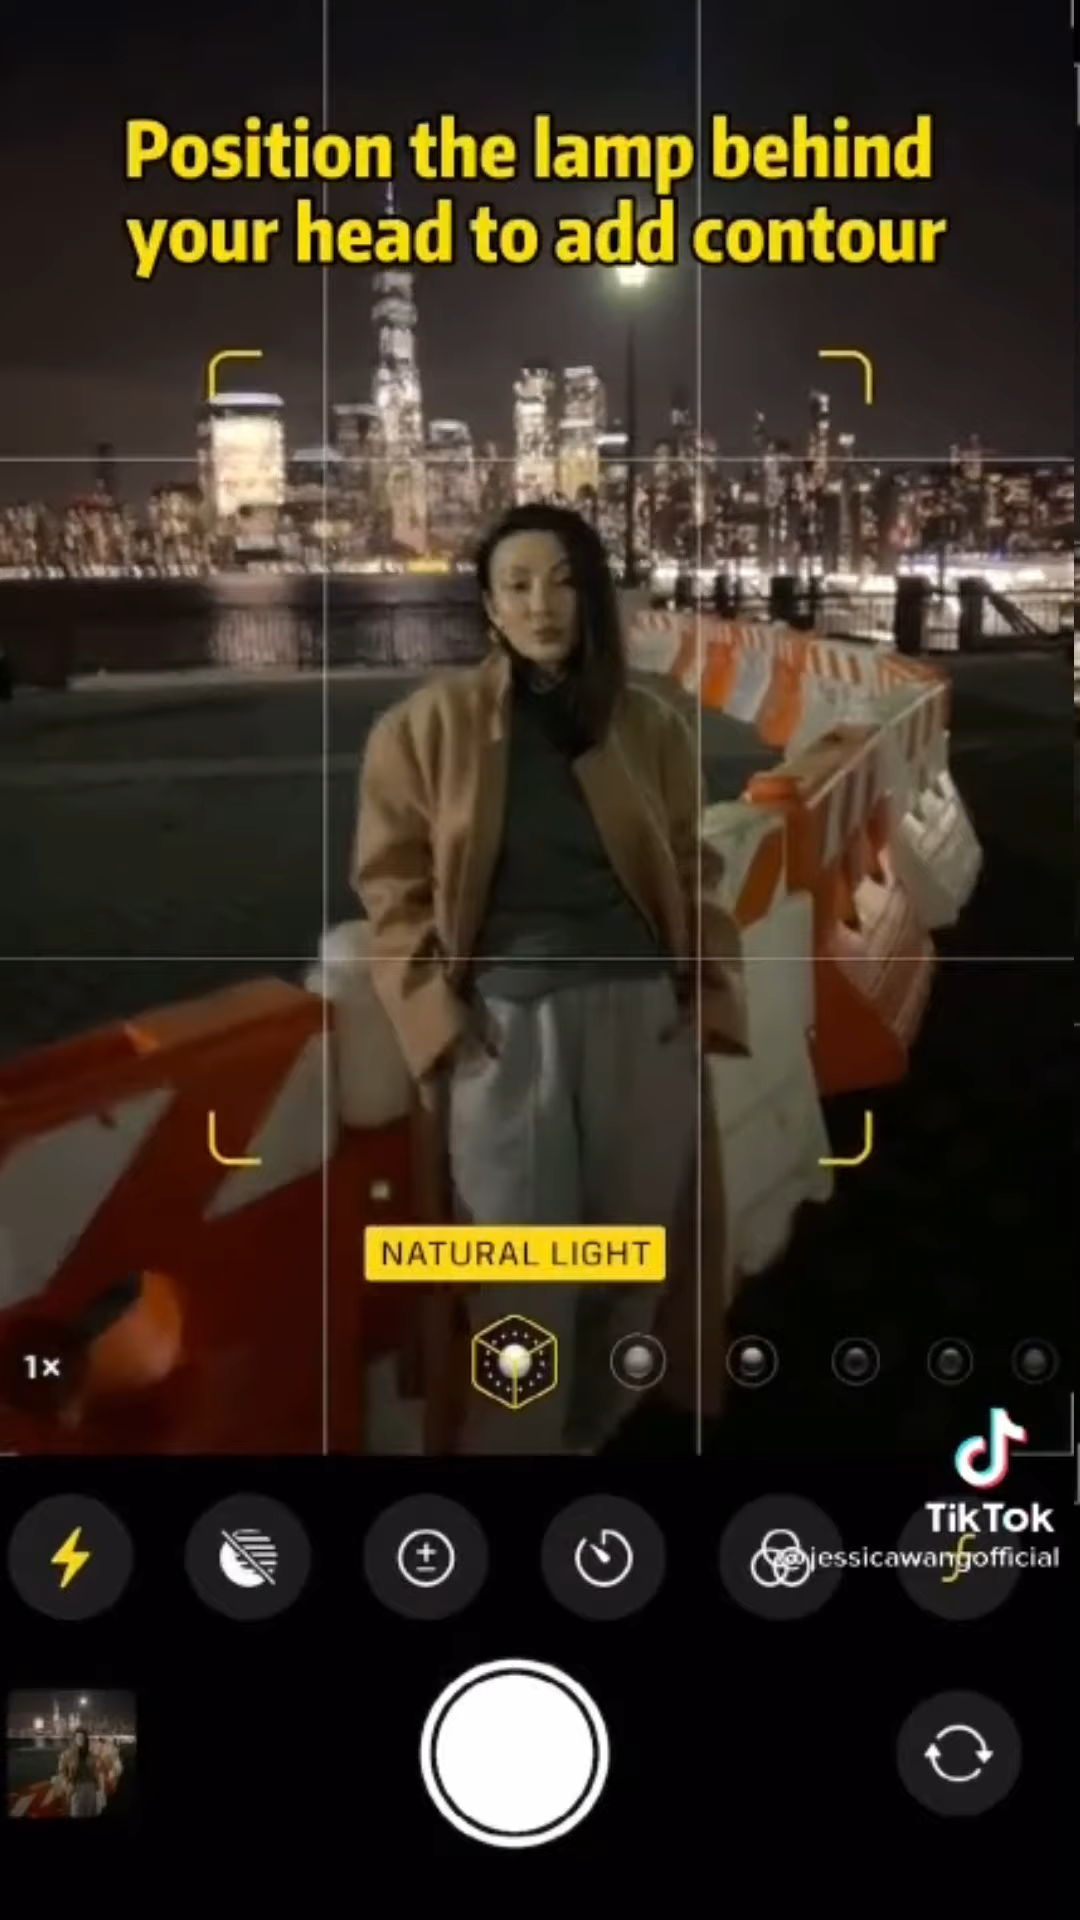 Position the lamp behind
your head to add contour
NATURAL LIGHT
1×
TikTok
@jessicawangofficial